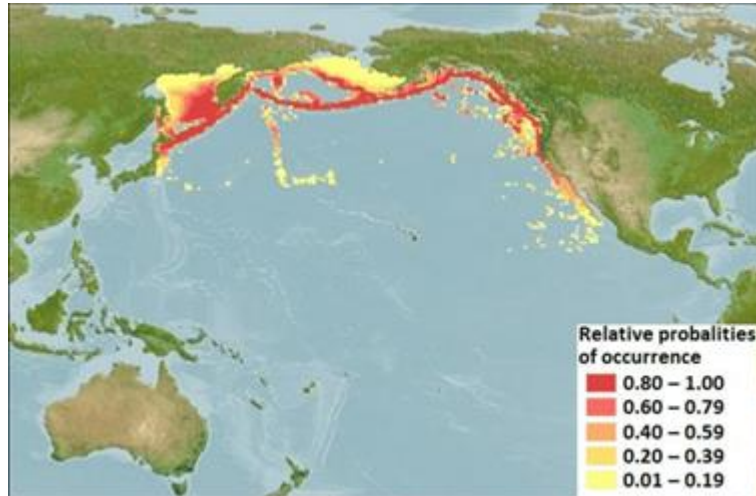 Relative probalities
of occurrence
0.80 – 1.00
0.60 – 0.79
0.40 – 0.59
0.20 – 0.39
0.01 – 0.19